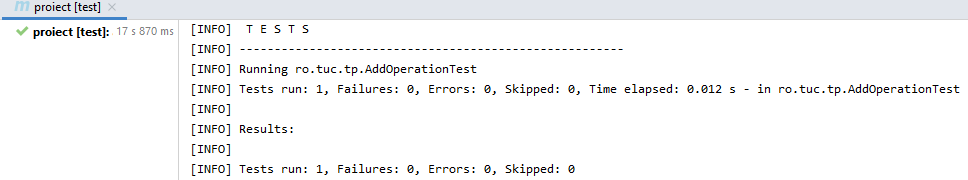 proiect [test]
proiect [test]: 17 s 870 ms
[INFO] T E S T S
[INFO] -------------------------------------------------------
[INFO] Running ro.tuc.tp.AddOperationTest
[INFO] Tests run: 1, Failures: 0, Errors: 0, Skipped: 0, Time elapsed: 0.012 s - in ro.tuc.tp.AddOperationTest
[INFO]
[INFO] Results:
[INFO]
[INFO] Tests run: 1, Failures: 0, Errors: 0, Skipped: 0